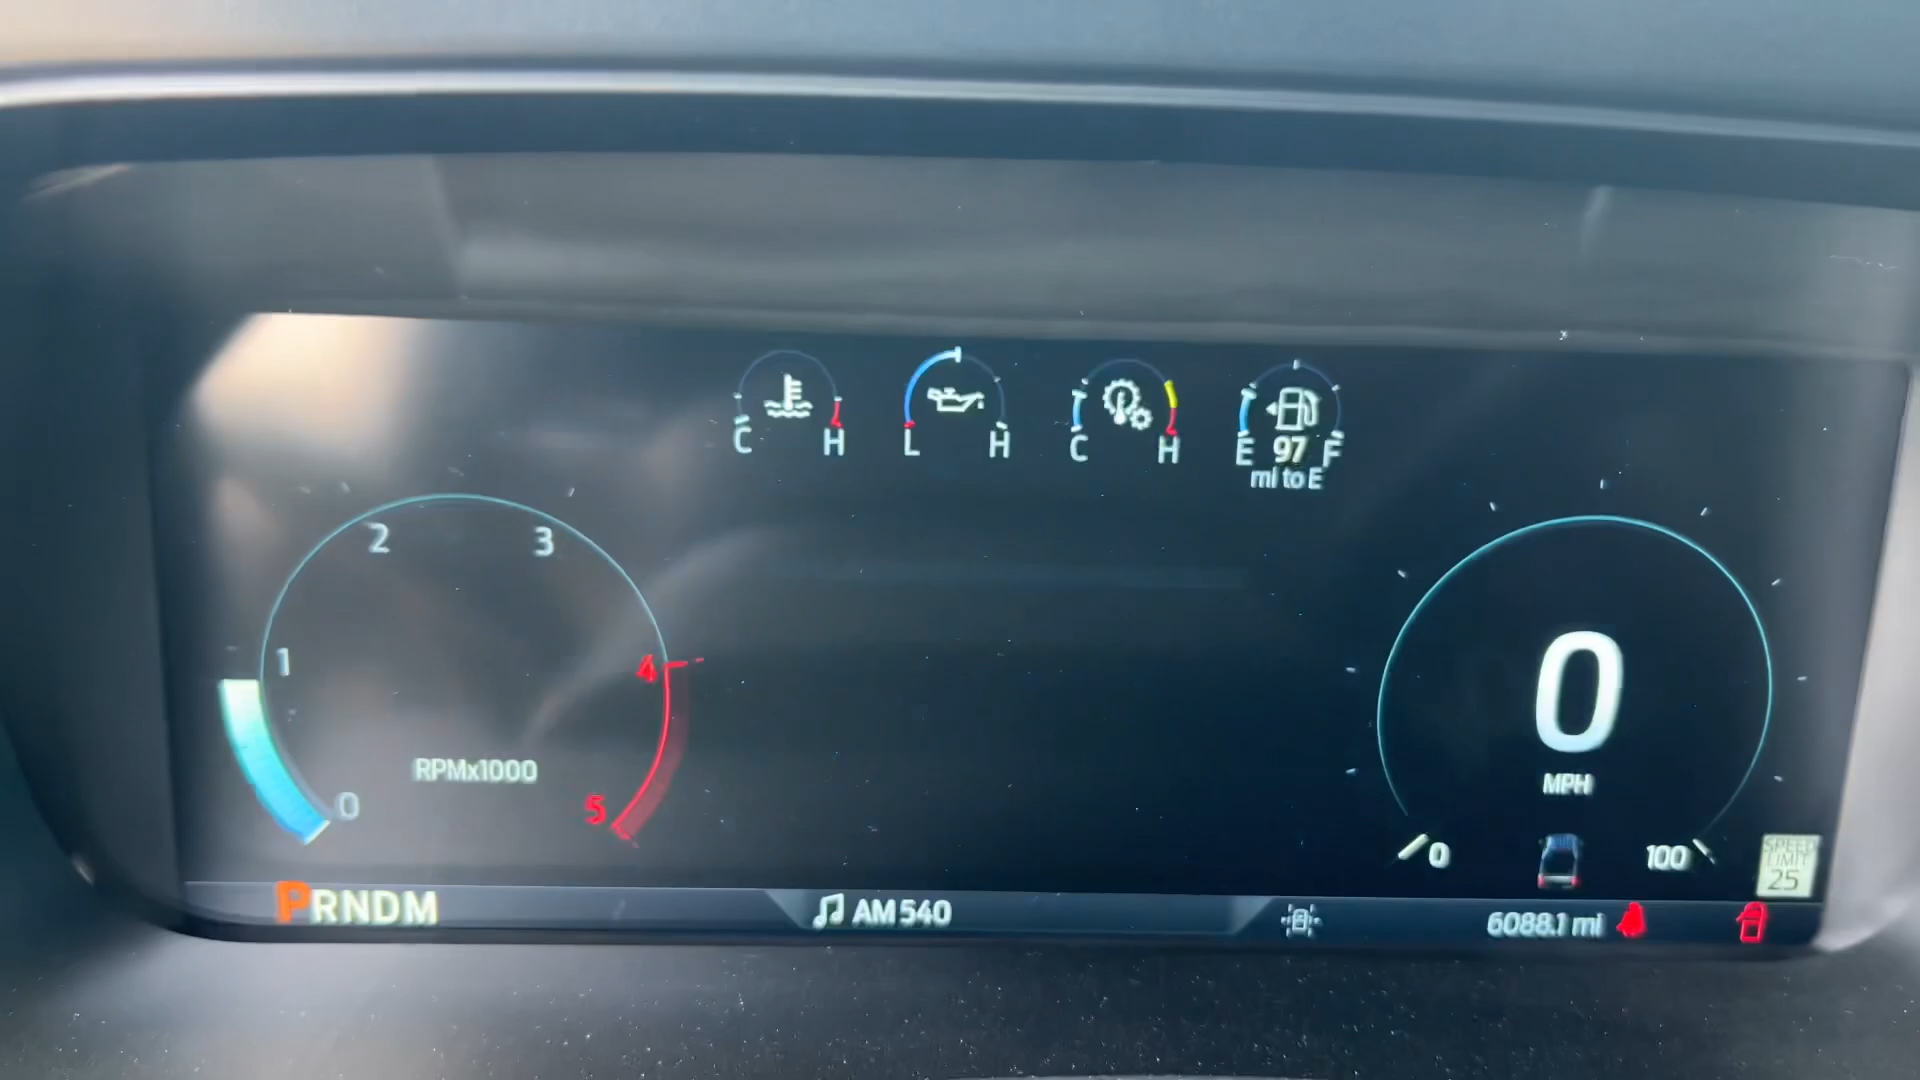 C H
L H
C H
E 97 F
mi to E
2 3
1 4
0 5
RPMx1000
0
MPH
0 100
SPEED
LIMIT
25
PRNDM
AM 540
6088.1 mi